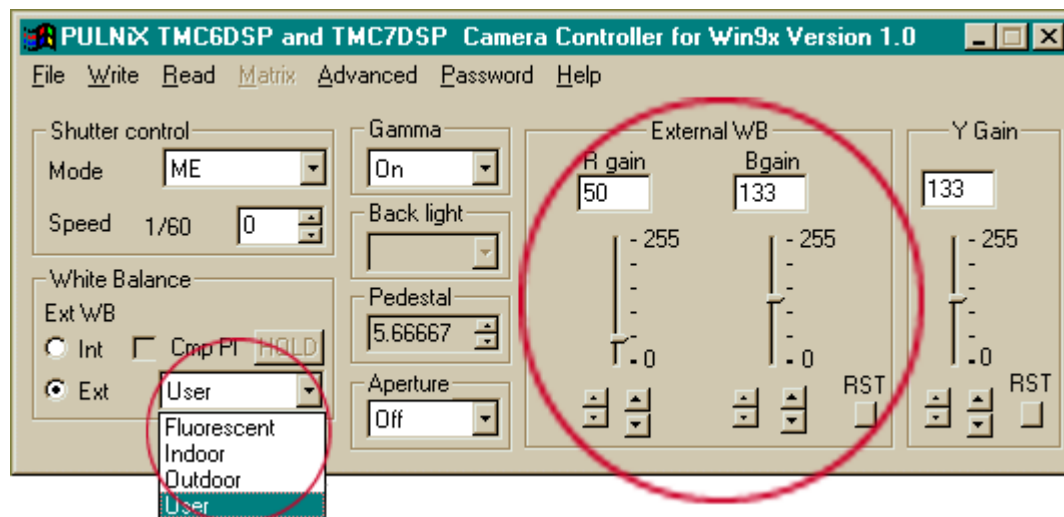 PULNiX TMC6DSP and TMC7DSP Camera Controller for Win9x Version 1.0
File Write Read Matrix Advanced Password Help
Shutter control
Mode ME
Speed 1/60 0
White Balance
Ext WB
Int Cmp Pl HOLD
Ext User
Fluorescent
Indoor
Outdoor
User
Gamma
On
Back light
Pedestal
5.66667
Aperture
Off
External WB
R gain Bgain
50 133
- 255 - 255
- 0 - 0
RST
Y Gain
133
- 255
- 0
RST